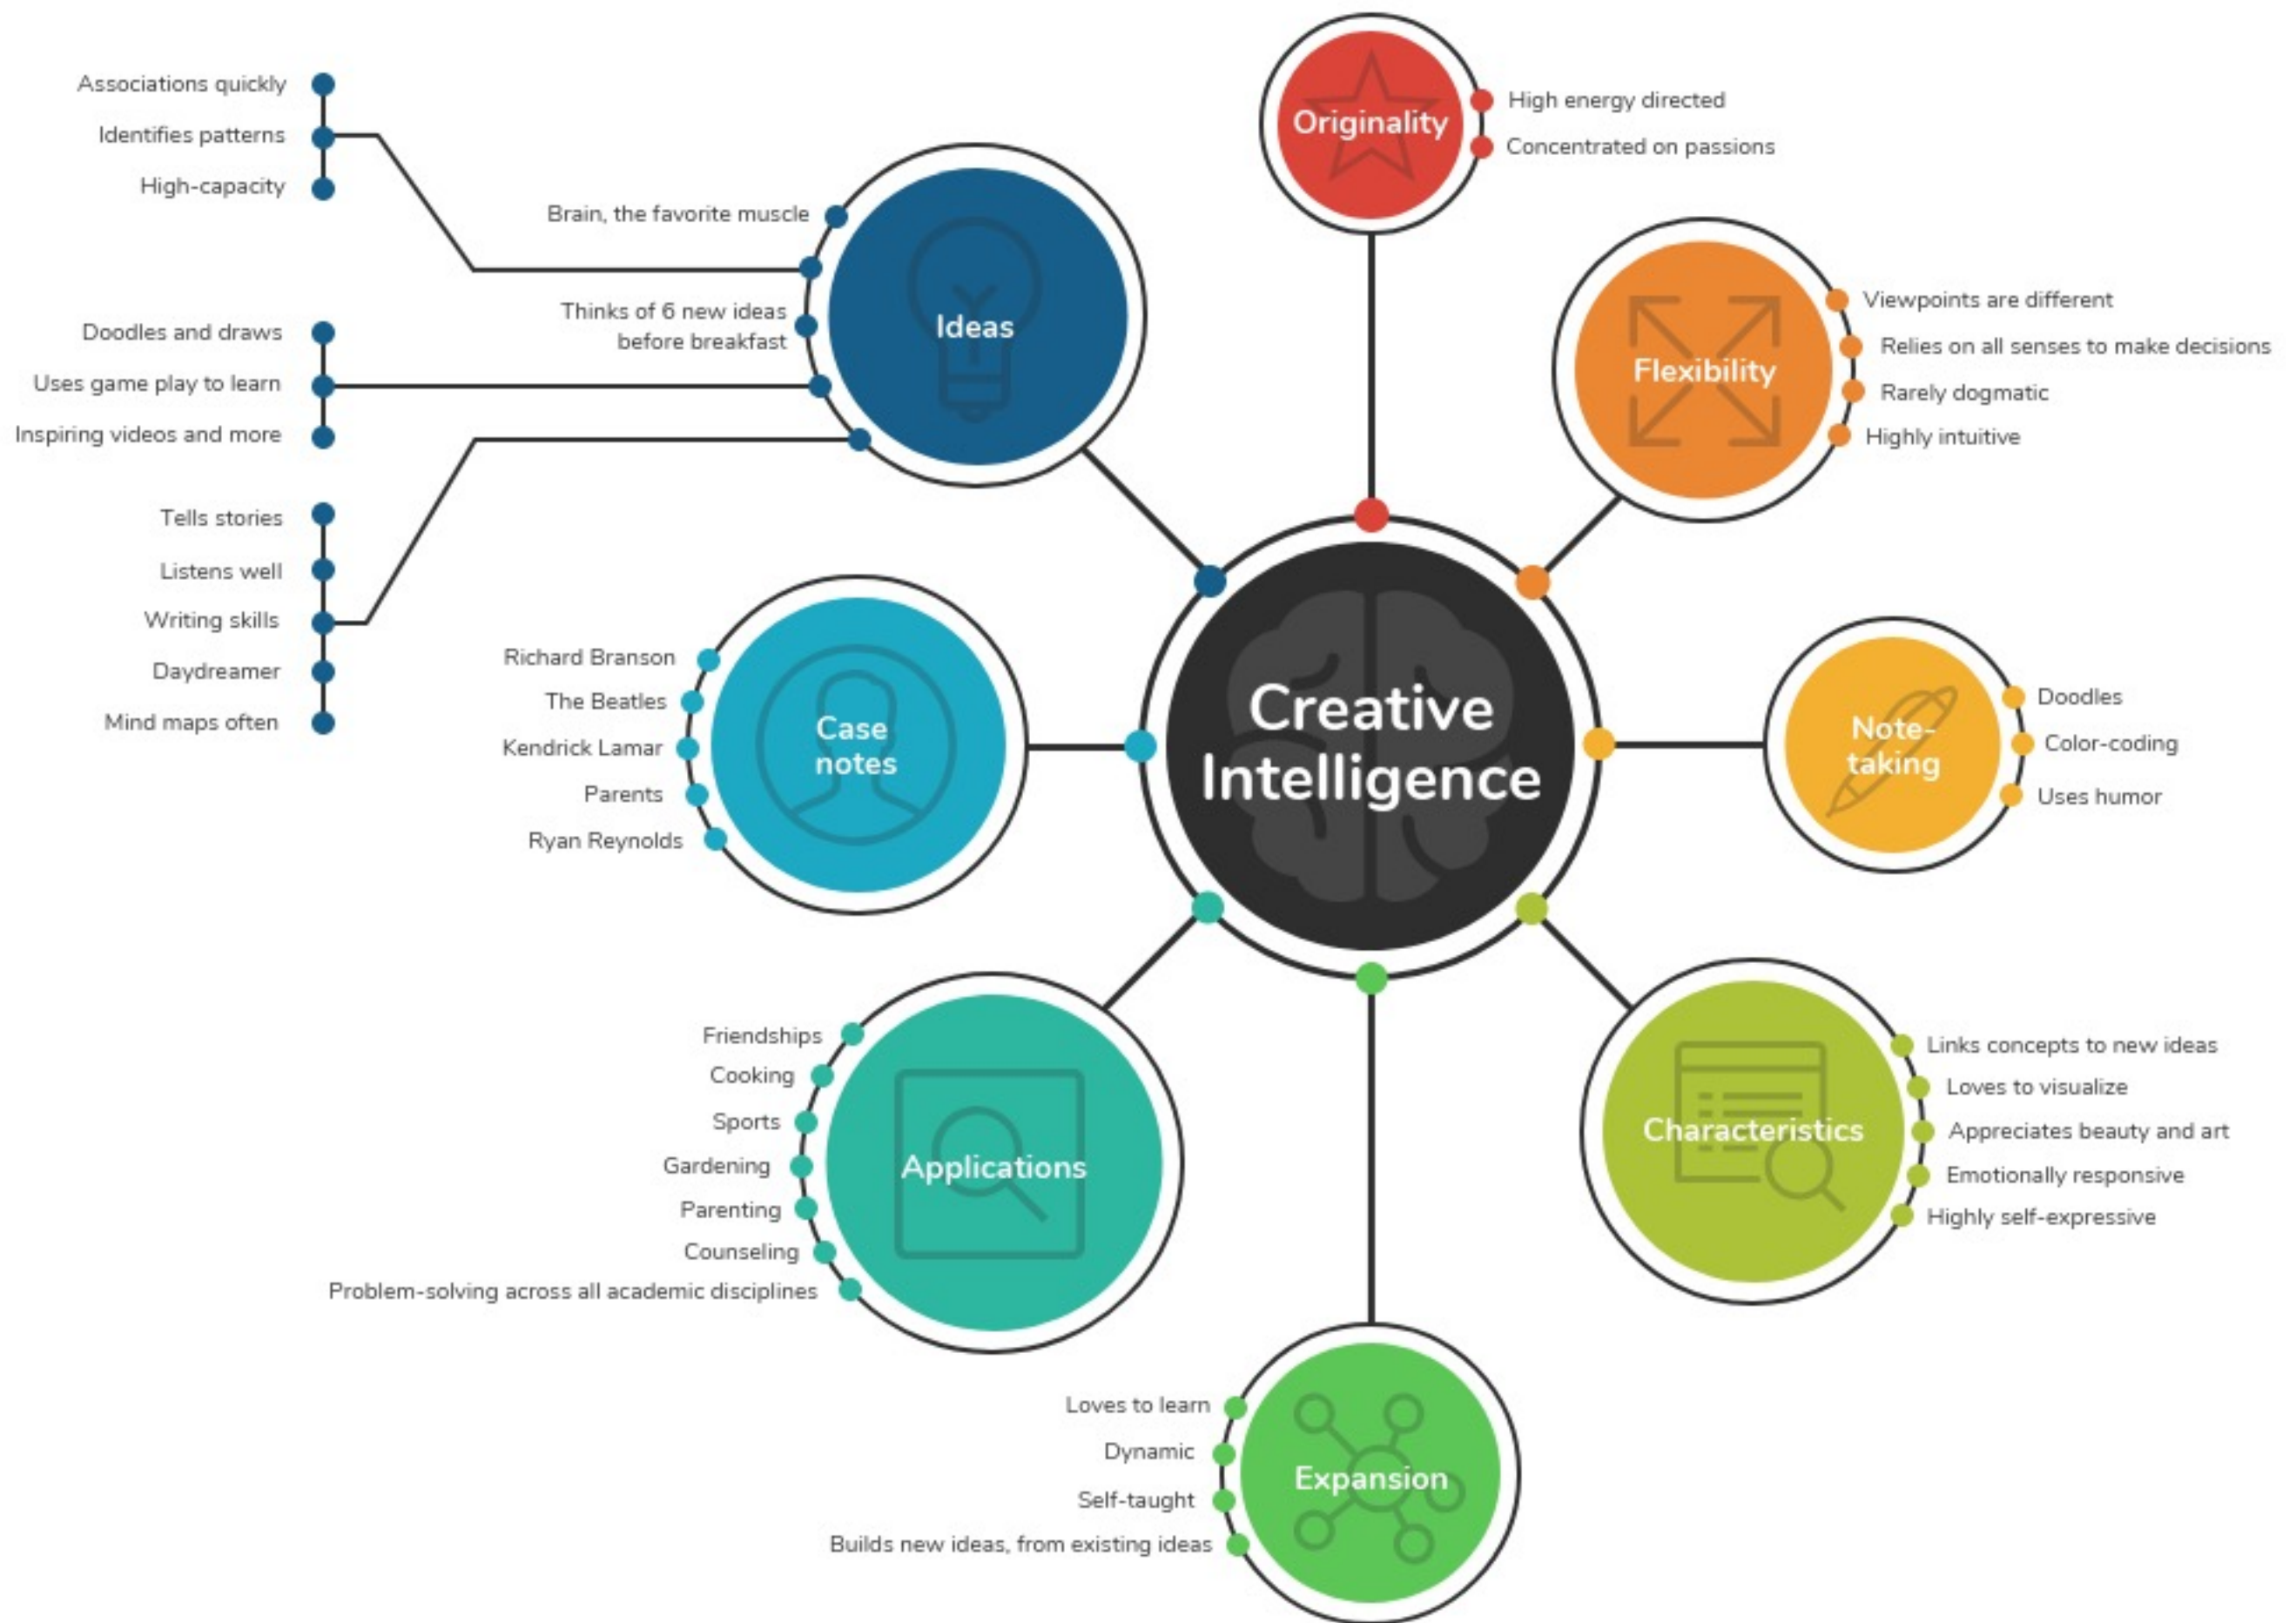 Creative
Intelligence
Originality
High energy directed
Concentrated on passions
Flexibility
Viewpoints are different
Relies on all senses to make decisions
Rarely dogmatic
Highly intuitive
Note-
taking
Doodles
Color-coding
Uses humor
Characteristics
Links concepts to new ideas
Loves to visualize
Appreciates beauty and art
Emotionally responsive
Highly self-expressive
Expansion
Loves to learn
Dynamic
Self-taught
Builds new ideas, from existing ideas
Applications
Friendships
Cooking
Sports
Gardening
Parenting
Counseling
Problem-solving across all academic disciplines
Case
notes
Richard Branson
The Beatles
Kendrick Lamar
Parents
Ryan Reynolds
Ideas
Brain, the favorite muscle
Associations quickly
Identifies patterns
High-capacity
Thinks of 6 new ideas
before breakfast
Doodles and draws
Uses game play to learn
Inspiring videos and more
Tells stories
Listens well
Writing skills
Daydreamer
Mind maps often